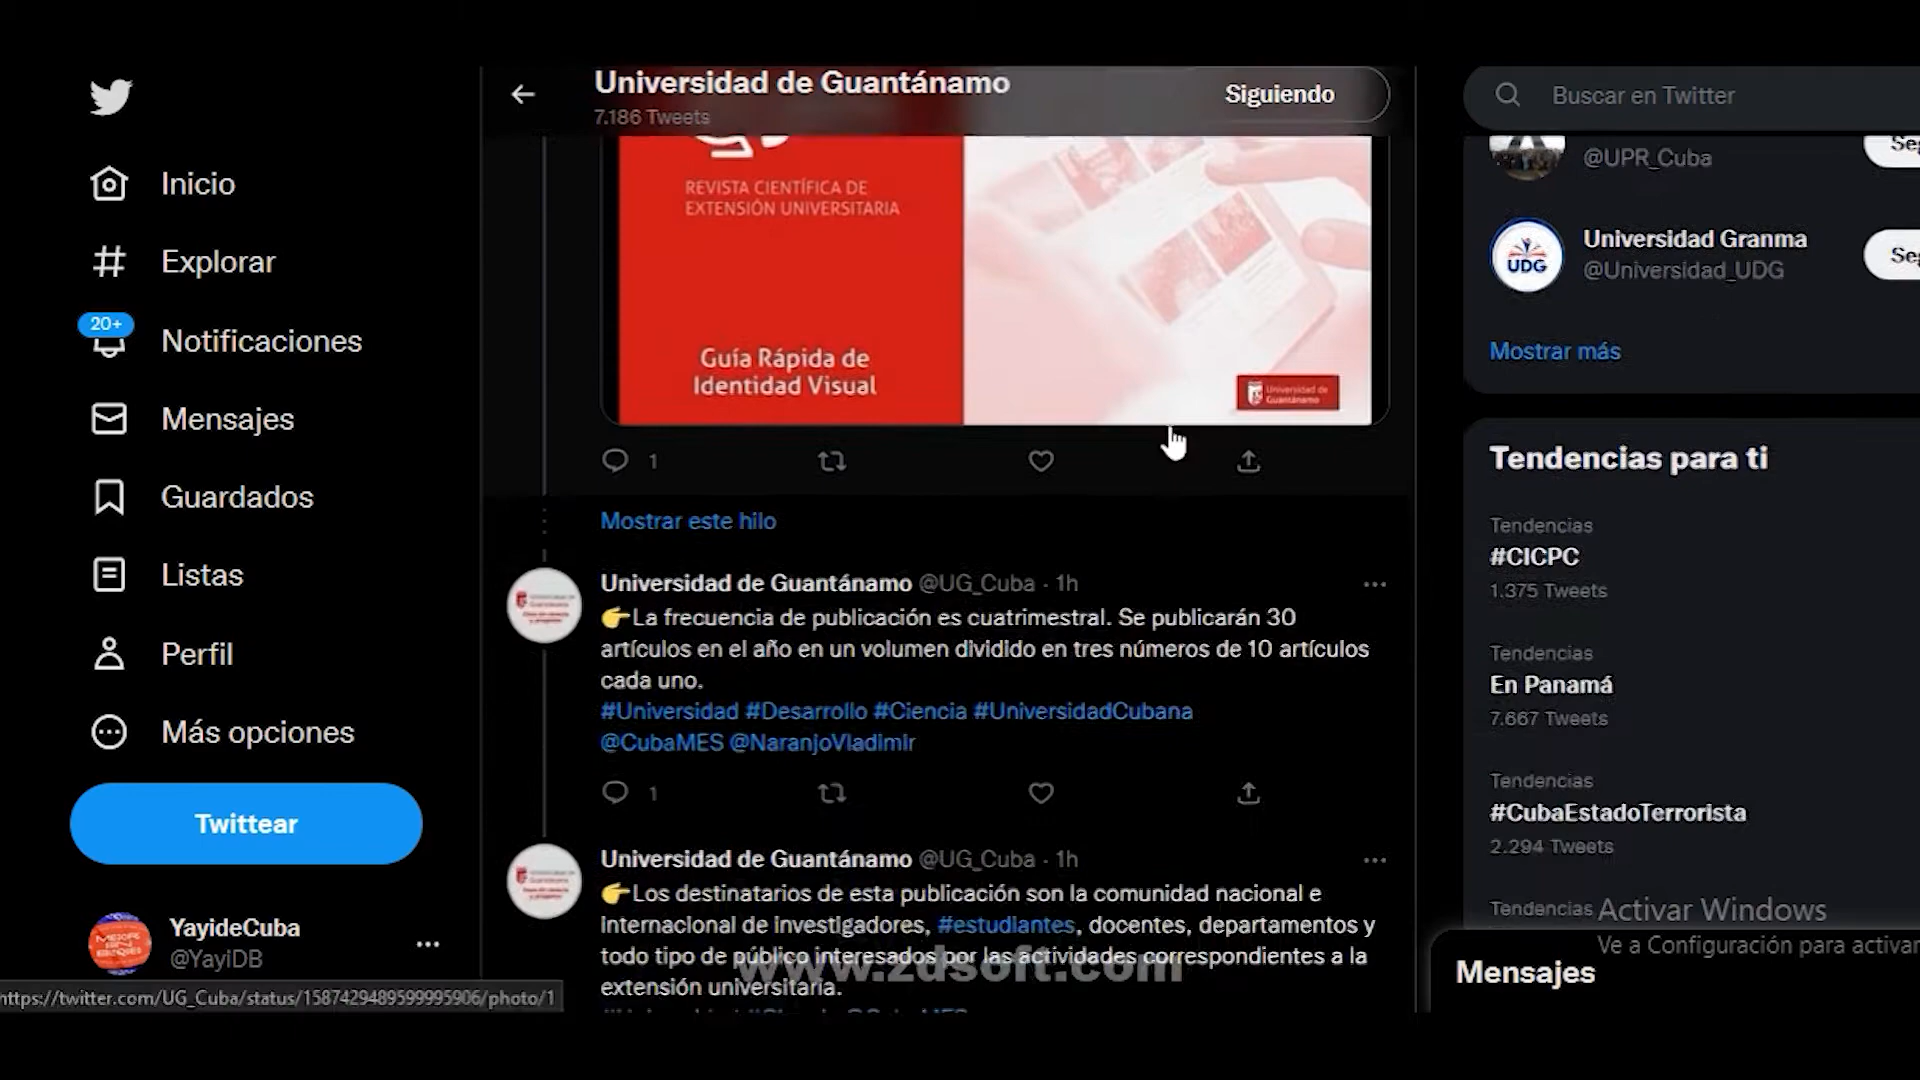 Inicio
Explorar
20+
Notificaciones
Mensajes
Guardados
Listas
Perfil
Más opciones
Twittear
YayideCuba
@YayiDB
https://twitter.com/UG_Cuba/status/1587429489599995906/photo/1
Universidad de Guantánamo
7.186 Tweets
Siguiendo
REVISTA CIENTÍFICA DE
EXTENSIÓN UNIVERSITARIA
Guía Rápida de
Identidad Visual
Universidad de
Guantánamo
1
Mostrar este hilo
Universidad de Guantánamo @UG_Cuba · 1h
👉La frecuencia de publicación es cuatrimestral. Se publicarán 30
artículos en el año en un volumen dividido en tres números de 10 artículos
cada uno.
#Universidad #Desarrollo #Ciencia #UniversidadCubana
@CubaMES @NaranjoVladimir
1
Universidad de Guantánamo @UG_Cuba · 1h
👉Los destinatarios de esta publicación son la comunidad nacional e
internacional de investigadores, #estudiantes, docentes, departamentos y
todo tipo de público interesados por las actividades correspondientes a la
extensión universitaria.
www.zdsoft.com
Buscar en Twitter
@UPR_Cuba
Seg
Universidad Granma
@Universidad_UDG
UDG
Seg
Mostrar más
Tendencias para ti
Tendencias
#CICPC
1.375 Tweets
Tendencias
En Panamá
7.667 Tweets
Tendencias
#CubaEstadoTerrorista
2.294 Tweets
Tendencias
Activar Windows
Ve a Configuración para activar
Mensajes